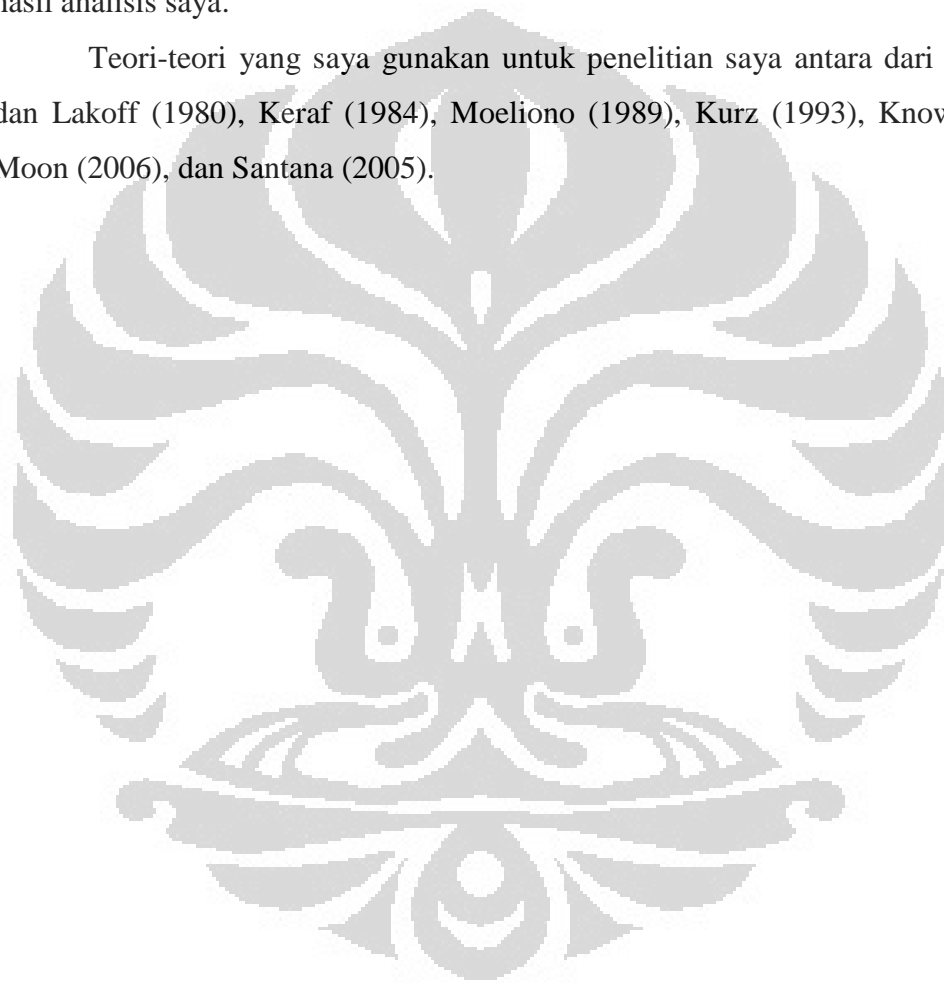 hasil analisis saya.
Teori-teori yang saya gunakan untuk penelitian saya antara dari
dan Lakoff (1980), Keraf (1984), Moeliono (1989), Kurz (1993), Know
Moon (2006), dan Santana (2005).